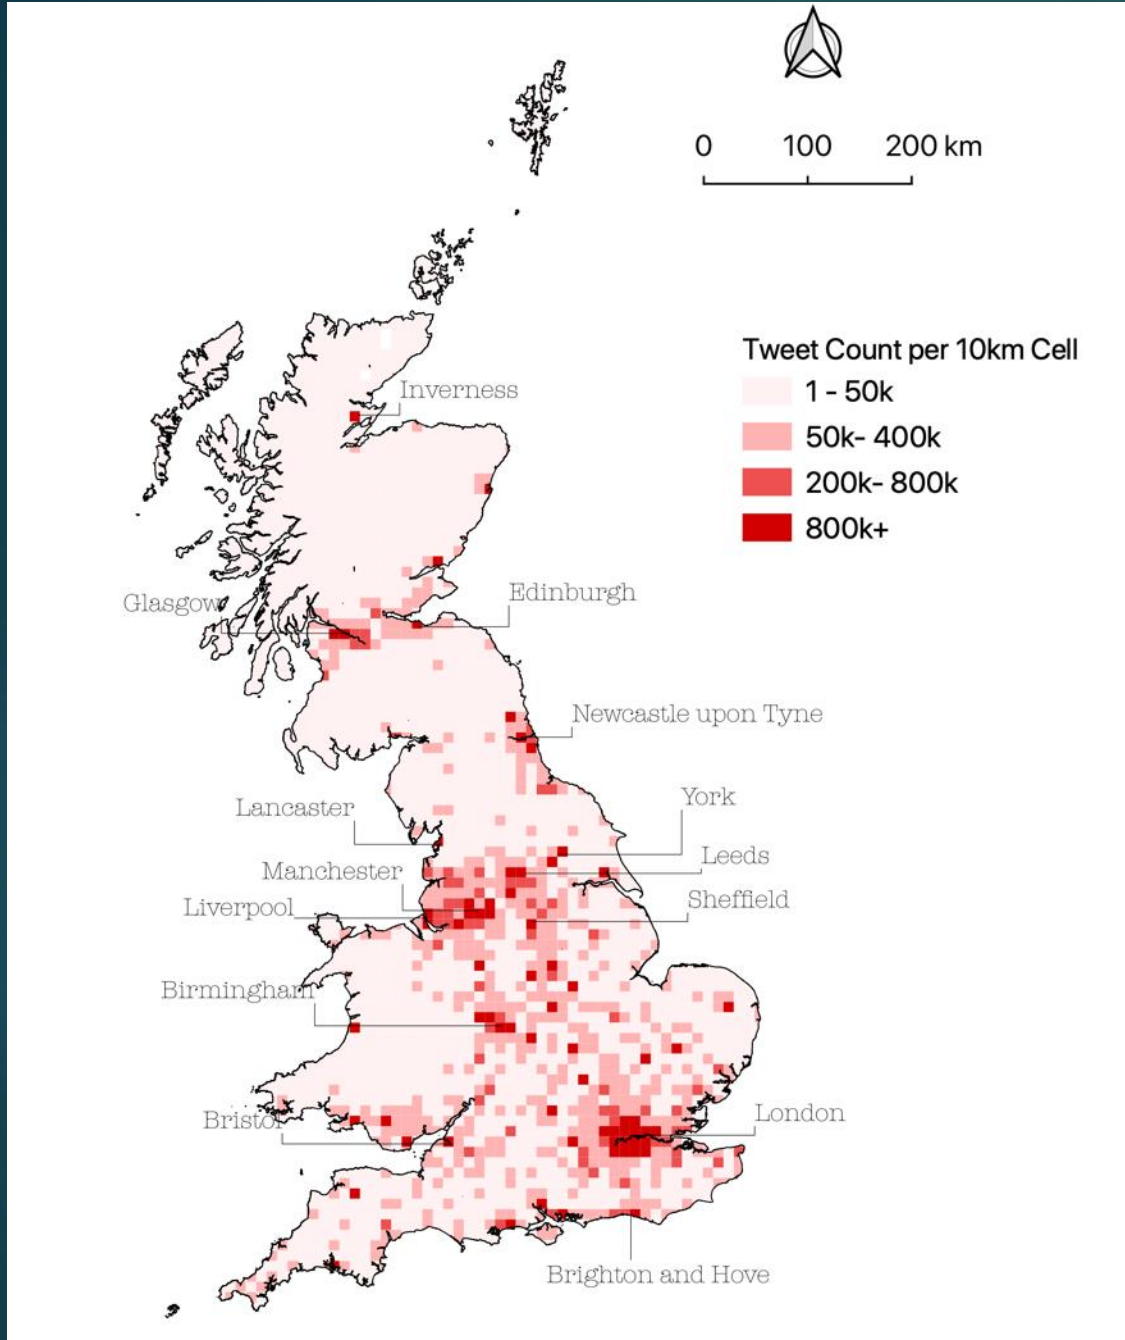 0 100 200 km
Tweet Count per 10km Cell
1 - 50k
50k- 400k
200k- 800k
800k+
Inverness
Glasgow
Edinburgh
Newcastle upon Tyne
York
Lancaster
Leeds
Manchester
Sheffield
Liverpool
Birmingham
London
Bristol
Brighton and Hove